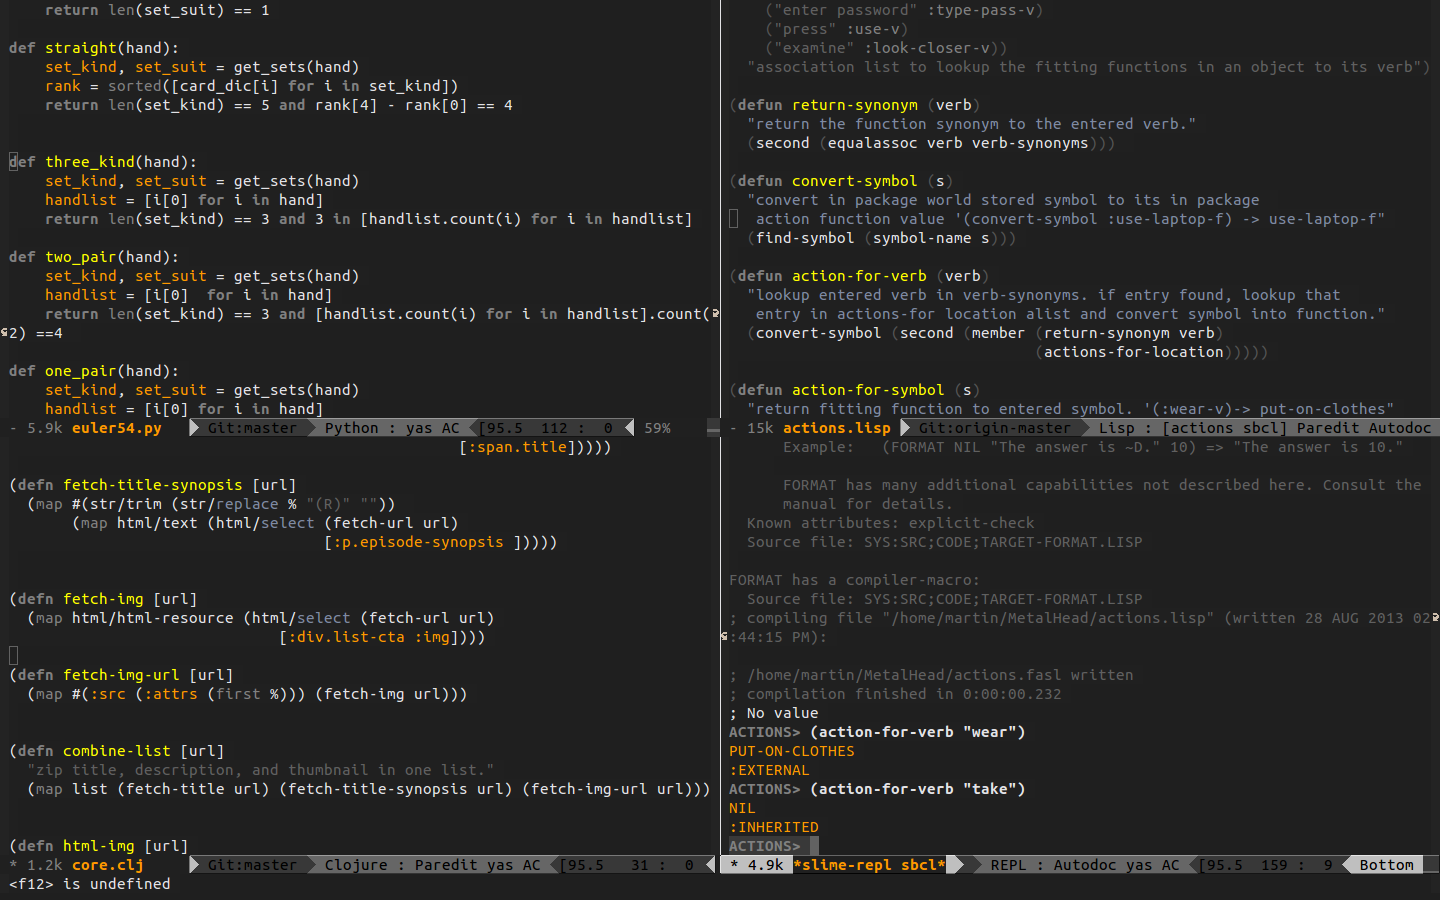 return len(set_suit) == 1

def straight(hand):
    set_kind, set_suit = get_sets(hand)
    rank = sorted([card_dic[i] for i in set_kind])
    return len(set_kind) == 5 and rank[4] - rank[0] == 4

def three_kind(hand):
    set_kind, set_suit = get_sets(hand)
    handlist = [i[0] for i in hand]
    return len(set_kind) == 3 and 3 in [handlist.count(i) for i in handlist]

def two_pair(hand):
    set_kind, set_suit = get_sets(hand)
    handlist = [i[0]  for i in hand]
    return len(set_kind) == 3 and [handlist.count(i) for i in handlist].count(
2) ==4

def one_pair(hand):
    set_kind, set_suit = get_sets(hand)
    handlist = [i[0] for i in hand]
- 5.9k euler54.py Git:master Python : yas AC [95.5 112 : 0 59%
    ("enter password" :type-pass-v)
    ("press" :use-v)
    ("examine" :look-closer-v))
  "association list to lookup the fitting functions in an object to its verb")

(defun return-synonym (verb)
  "return the function synonym to the entered verb."
  (second (equalassoc verb verb-synonyms)))

(defun convert-symbol (s)
  "convert in package world stored symbol to its in package
   action function value '(convert-symbol :use-laptop-f) -> use-laptop-f"
  (find-symbol (symbol-name s)))

(defun action-for-verb (verb)
  "lookup entered verb in verb-synonyms. if entry found, lookup that
   entry in actions-for location alist and convert symbol into function."
  (convert-symbol (second (member (return-synonym verb)
                                  (actions-for-location)))))

(defun action-for-symbol (s)
  "return fitting function to entered symbol. '(:wear-v)-> put-on-clothes"
- 15k actions.lisp Git:origin-master Lisp : [actions sbcl] Paredit Autodoc
                                                  [:span.title]))))

(defn fetch-title-synopsis [url]
  (map #(str/trim (str/replace % "(R)" ""))
       (map html/text (html/select (fetch-url url)
                                   [:p.episode-synopsis ]))))

(defn fetch-img [url]
  (map html/html-resource (html/select (fetch-url url)
                              [:div.list-cta :img])))

(defn fetch-img-url [url]
  (map #(:src (:attrs (first %))) (fetch-img url)))

(defn combine-list [url]
  "zip title, description, and thumbnail in one list."
  (map list (fetch-title url) (fetch-title-synopsis url) (fetch-img-url url)))

(defn html-img [url]
* 1.2k core.clj Git:master Clojure : Paredit yas AC [95.5 31 : 0
      Example:   (FORMAT NIL "The answer is ~D." 10) => "The answer is 10."

      FORMAT has many additional capabilities not described here. Consult the
      manual for details.
  Known attributes: explicit-check
  Source file: SYS:SRC;CODE;TARGET-FORMAT.LISP

FORMAT has a compiler-macro:
  Source file: SYS:SRC;CODE;TARGET-FORMAT.LISP
; compiling file "/home/martin/MetalHead/actions.lisp" (written 28 AUG 2013 02
:44:15 PM):

; /home/martin/MetalHead/actions.fasl written
; compilation finished in 0:00:00.232
; No value
ACTIONS> (action-for-verb "wear")
PUT-ON-CLOTHES
:EXTERNAL
ACTIONS> (action-for-verb "take")
NIL
:INHERITED
ACTIONS>
* 4.9k *slime-repl sbcl* REPL : Autodoc yas AC [95.5 159 : 9 Bottom
<f12> is undefined